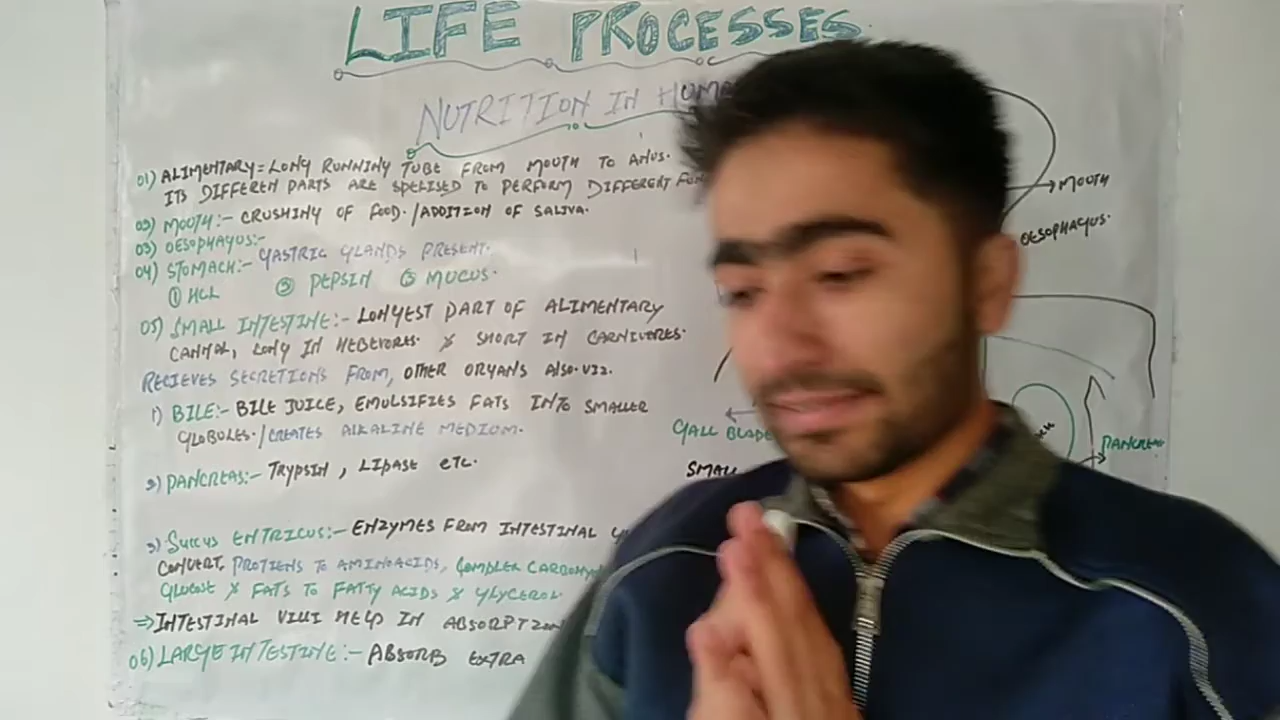 LIFE PROCESSES.
NUTRITION IN HUMA
01) ALIMENTARY = LONG RUNNING TUBE FROM MOUTH TO ANUS.
ITS DIFFEREN PARTS ARE SPELISED TO PERFORM DIFFERENT FUN
02) MOUTH:- CRUSHING OF FOOD. / ADDITION OF SALIVA.
03) OESOPHAGUS:-
04) STOMACH:- GASTRIC GLANDS PRESENT.
① HCL ② PEPSIN ③ MUCUS.
05) SMALL INTESTINE:- LONGEST PART OF ALIMENTARY
CANNAL, LONG IN HEBEVORES. & SHORT IN CARNIVERES.
RECIEVES SECRETIONS FROM, OTHER ORGANS ALSO. VIZ.
1) BILE:- BILE JUICE, EMULSIFIES FATS INTO SMALLER
GLOBULES. / CREATES ALKALINE MEDIUM.
2) PANCREAS:- TRYPSIN, LIPASE etc.
3) SUCCUS ENTRICUS:- ENZYMES FROM INTESTINAL
CONVERT, PROTIENS TO AMINOACIDS, COMPLEX CARBOHY
GLUCOSE & FATS TO FATTY ACIDS & GLYCEROL
⇒ INTESTINAL VILLI HELP IN ABSORPTION
06) LARGE INTESTINE:- ABSORB EXTRA
MOUTH
OESOPHAGUS.
GALL BLADE
PANCREAS
SMALL